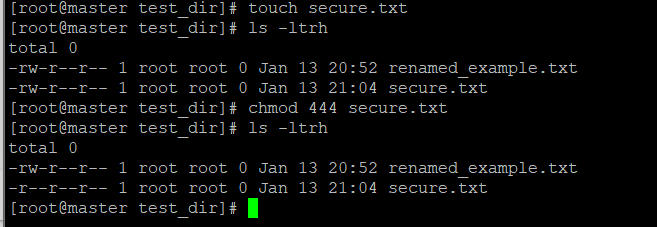 [root@master test_dir]# touch secure.txt
[root@master test_dir]# ls -ltrh
total 0
-rw-r--r-- 1 root root 0 Jan 13 20:52 renamed_example.txt
-rw-r--r-- 1 root root 0 Jan 13 21:04 secure.txt
[root@master test_dir]# chmod 444 secure.txt
[root@master test_dir]# ls -ltrh
total 0
-rw-r--r-- 1 root root 0 Jan 13 20:52 renamed_example.txt
-r--r--r-- 1 root root 0 Jan 13 21:04 secure.txt
[root@master test_dir]#